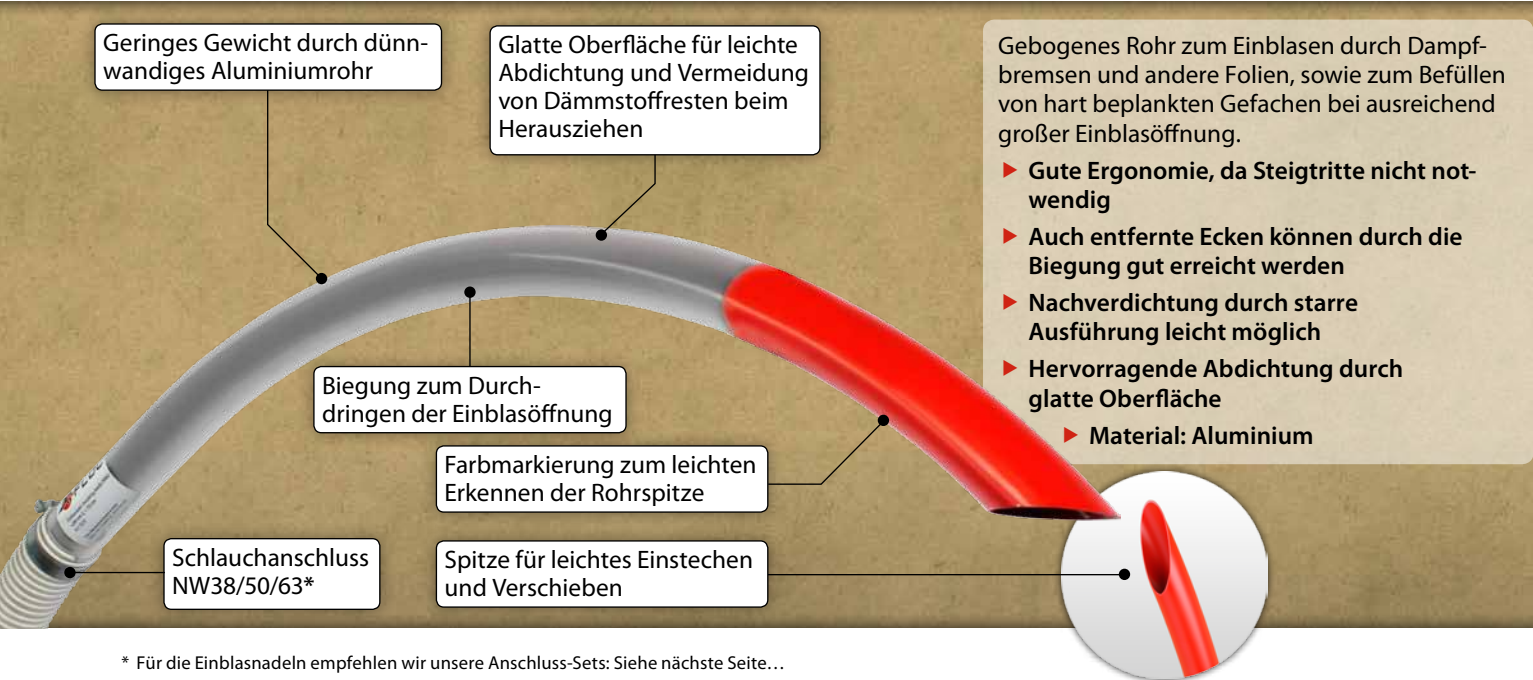 Geringes Gewicht durch dünn-
wandiges Aluminiumrohr
Glatte Oberfläche für leichte
Abdichtung und Vermeidung
von Dämmstoffresten beim
Herausziehen
Gebogenes Rohr zum Einblasen durch Dampf-
bremsen und andere Folien, sowie zum Befüllen
von hart beplankten Gefachen bei ausreichend
großer Einblasöffnung.
Gute Ergonomie, da Steigtritte nicht not-
wendig
Auch entfernte Ecken können durch die
Biegung gut erreicht werden
Nachverdichtung durch starre
Ausführung leicht möglich
Hervorragende Abdichtung durch
glatte Oberfläche
Material: Aluminium
Biegung zum Durch-
dringen der Einblasöffnung
Farbmarkierung zum leichten
Erkennen der Rohrspitze
Schlauchanschluss
NW38/50/63*
Spitze für leichtes Einstechen
und Verschieben
* Für die Einblasnadeln empfehlen wir unsere Anschluss-Sets: Siehe nächste Seite…